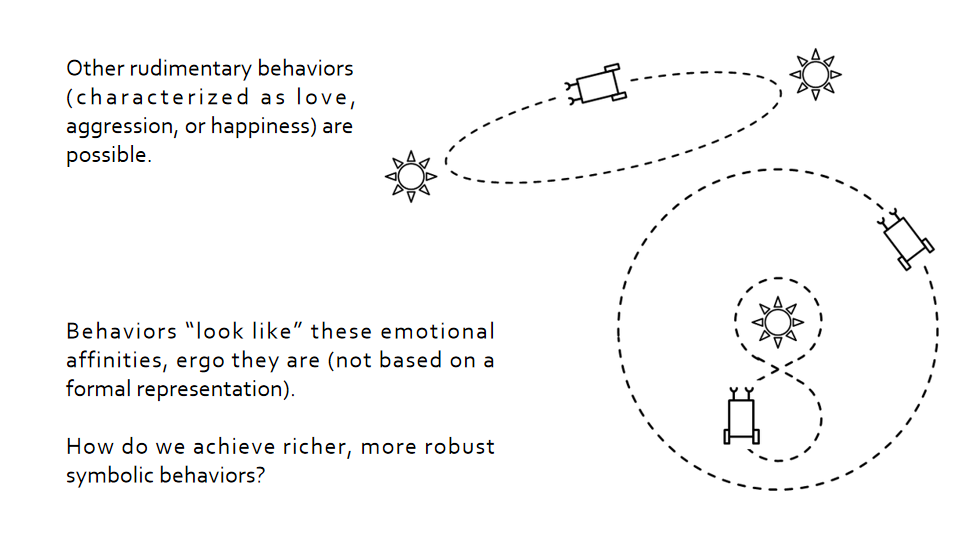 Other rudimentary behaviors
(characterized as love,
aggression, or happiness) are
possible.
Behaviors “look like” these emotional
affinities, ergo they are (not based on a
formal representation).
How do we achieve richer, more robust
symbolic behaviors?